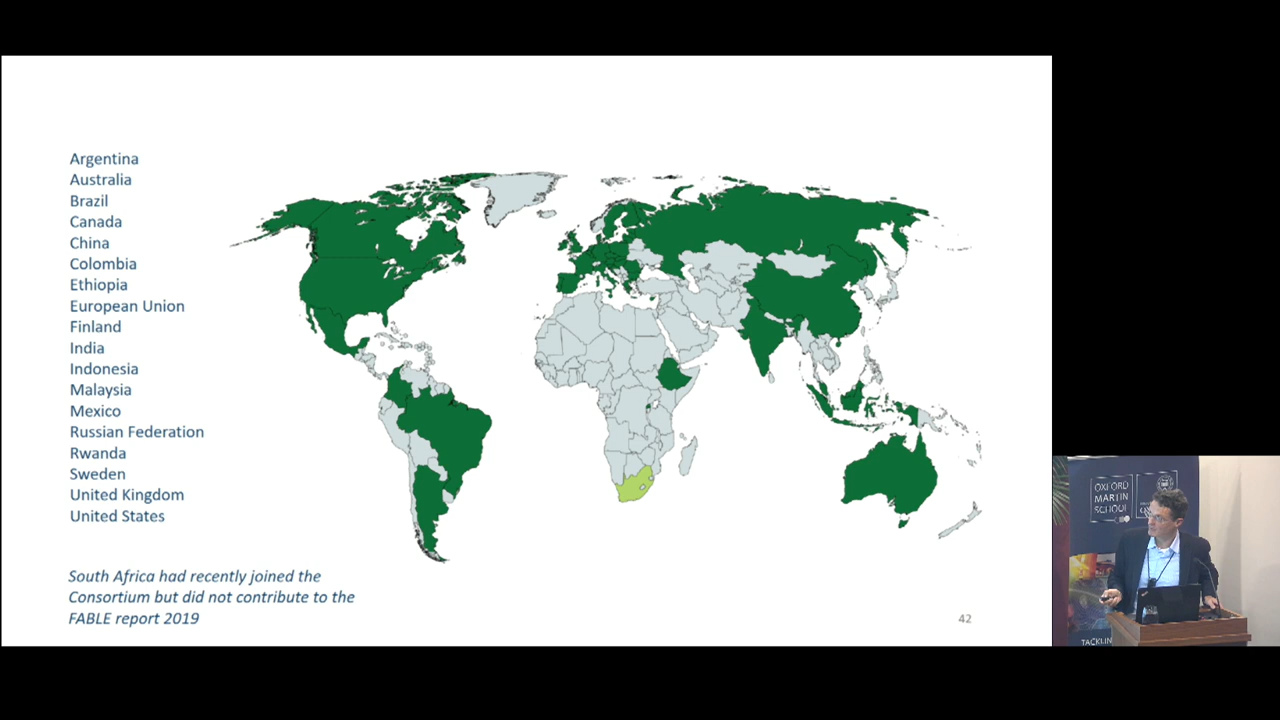 Argentina
Australia
Brazil
Canada
China
Colombia
Ethiopia
European Union
Finland
India
Indonesia
Malaysia
Mexico
Russian Federation
Rwanda
Sweden
United Kingdom
United States
South Africa had recently joined the
Consortium but did not contribute to the
FABLE report 2019
42
OXFORD
MARTIN
SCHOOL
TACKLIN